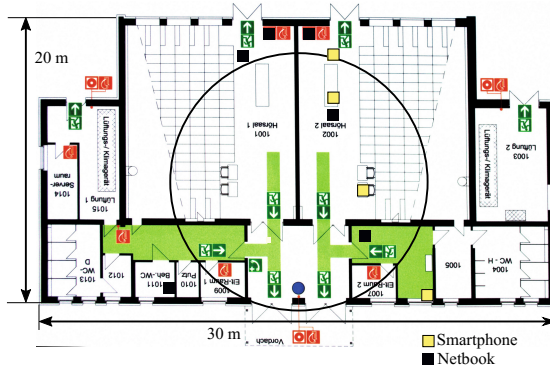 20 m
1001
Hörsaal 1
1002
Hörsaal 2
Lüftungs-/ Klimagerät
1014
Server-
raum
1015
Lüftung 1
1003
Lüftung 2
Lüftungs-/ Klimagerät
1013
WC-
D
1012
1011
Beh.-WC
1010
Putz
1009
Elt-Raum 1
1007
Elt-Raum 2
1005
1004
WC - H
Vordach
30 m
Smartphone
Netbook